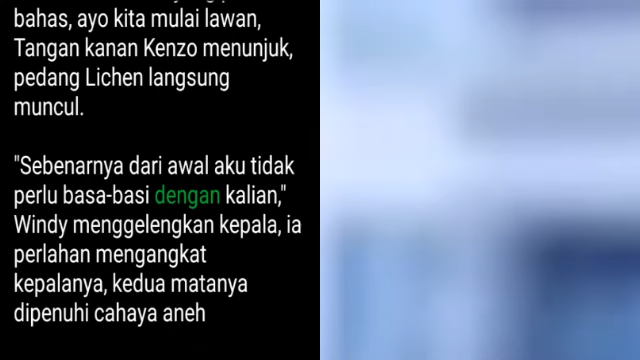 bahas, ayo kita mulai lawan,
Tangan kanan Kenzo menunjuk,
pedang Lichen langsung
muncul.
"Sebenarnya dari awal aku tidak
perlu basa-basi dengan kalian,"
Windy menggelengkan kepala, ia
perlahan mengangkat
kepalanya, kedua matanya
dipenuhi cahaya aneh